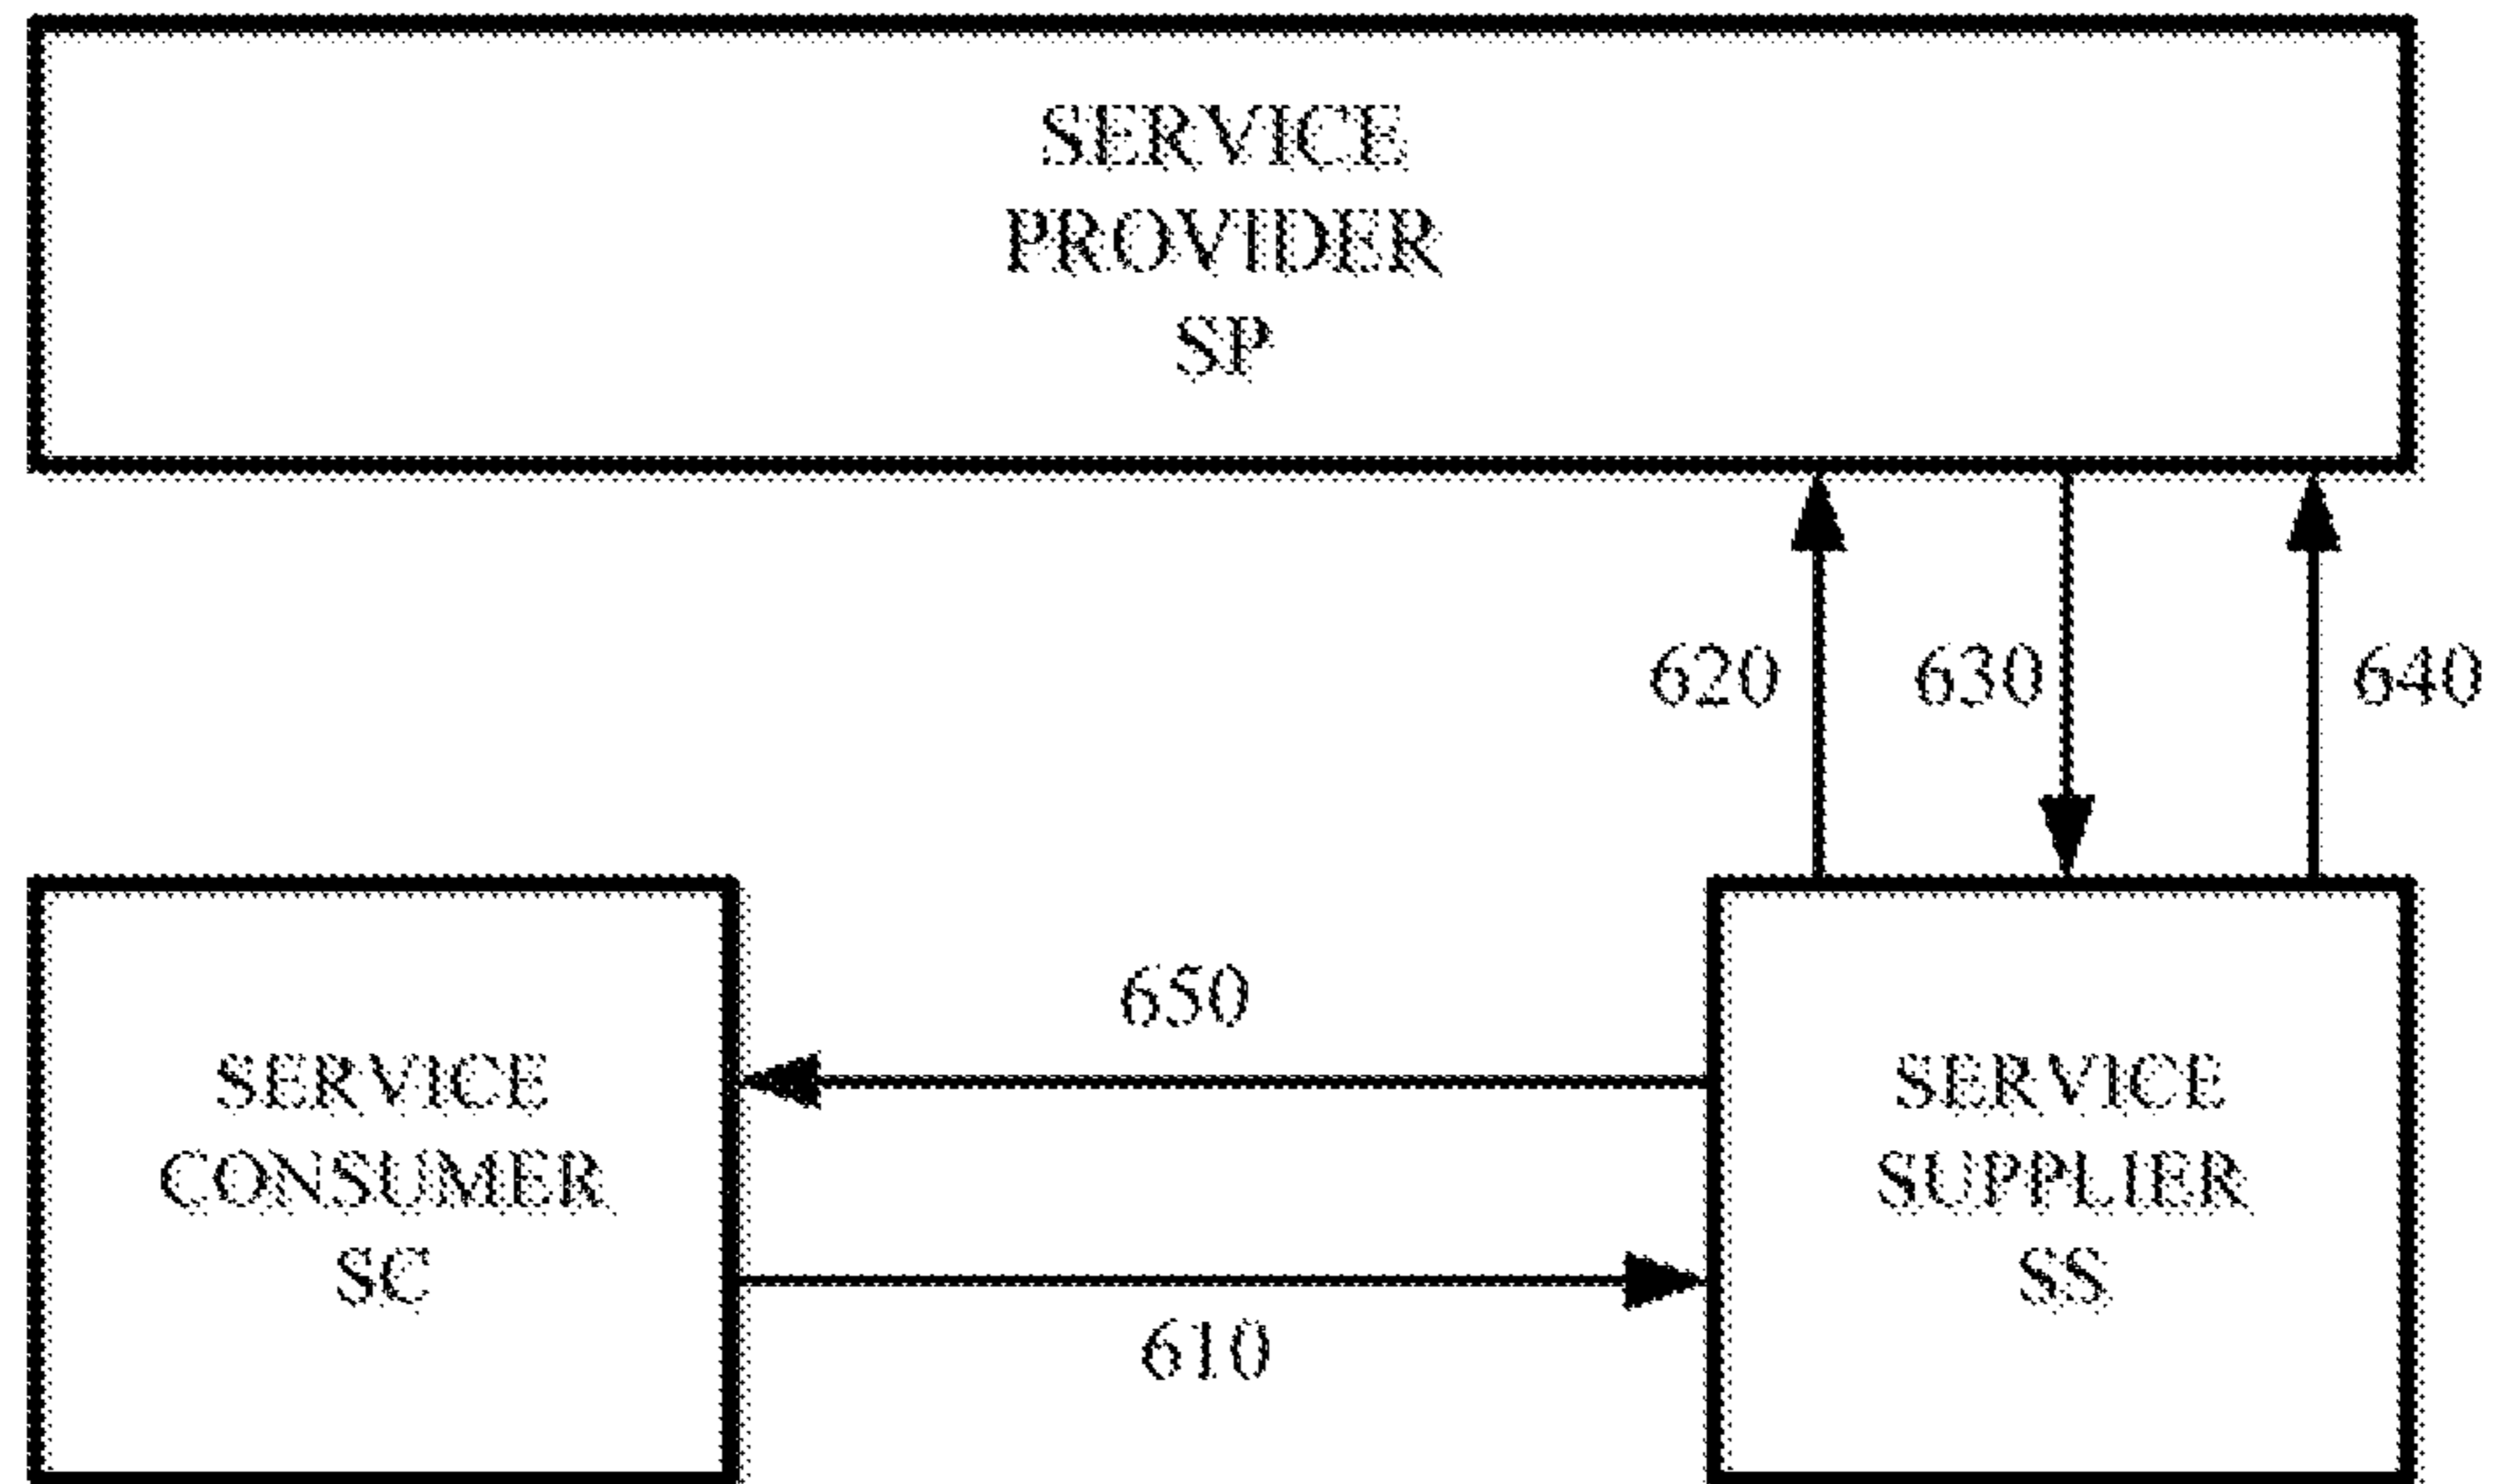 SERVICE
PROVIDER
SP
620
630
640
650
SERVICE
CONSUMER
SC
SERVICE
SUPPLIER
SS
610